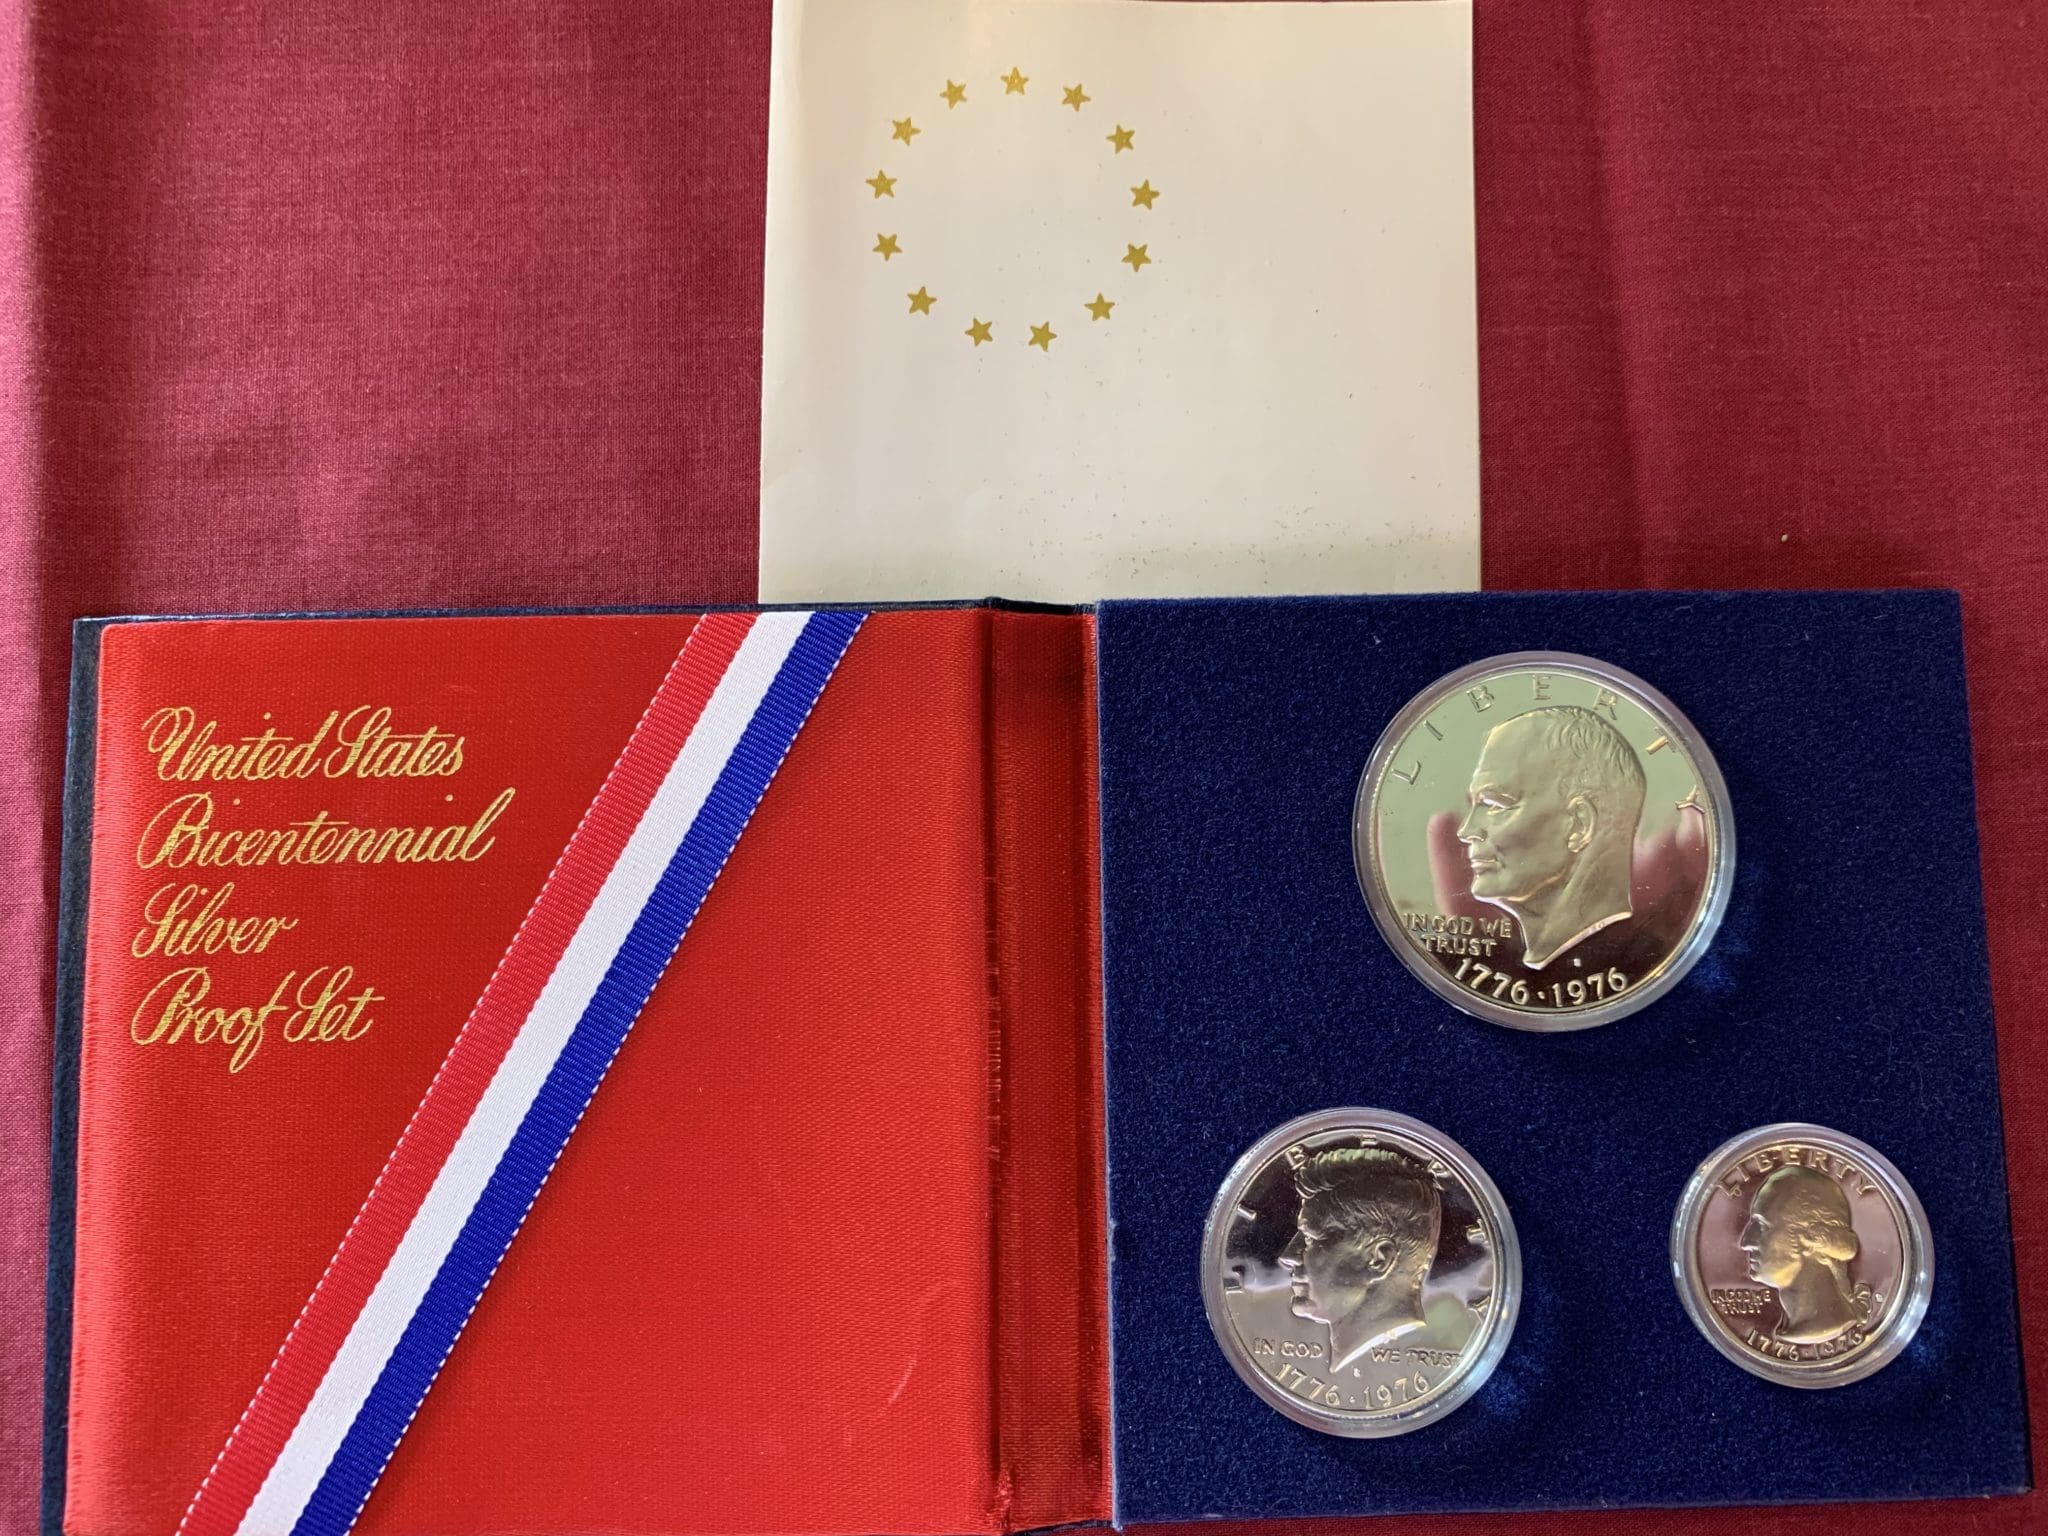 United States
Bicentennial
Silver
Proof Set
LIBERTY
IN GOD WE
TRUST
1776·1976
LIBERTY
IN GOD WE TRUST
1776·1976
LIBERTY
IN GOD WE
TRUST
1776·1976